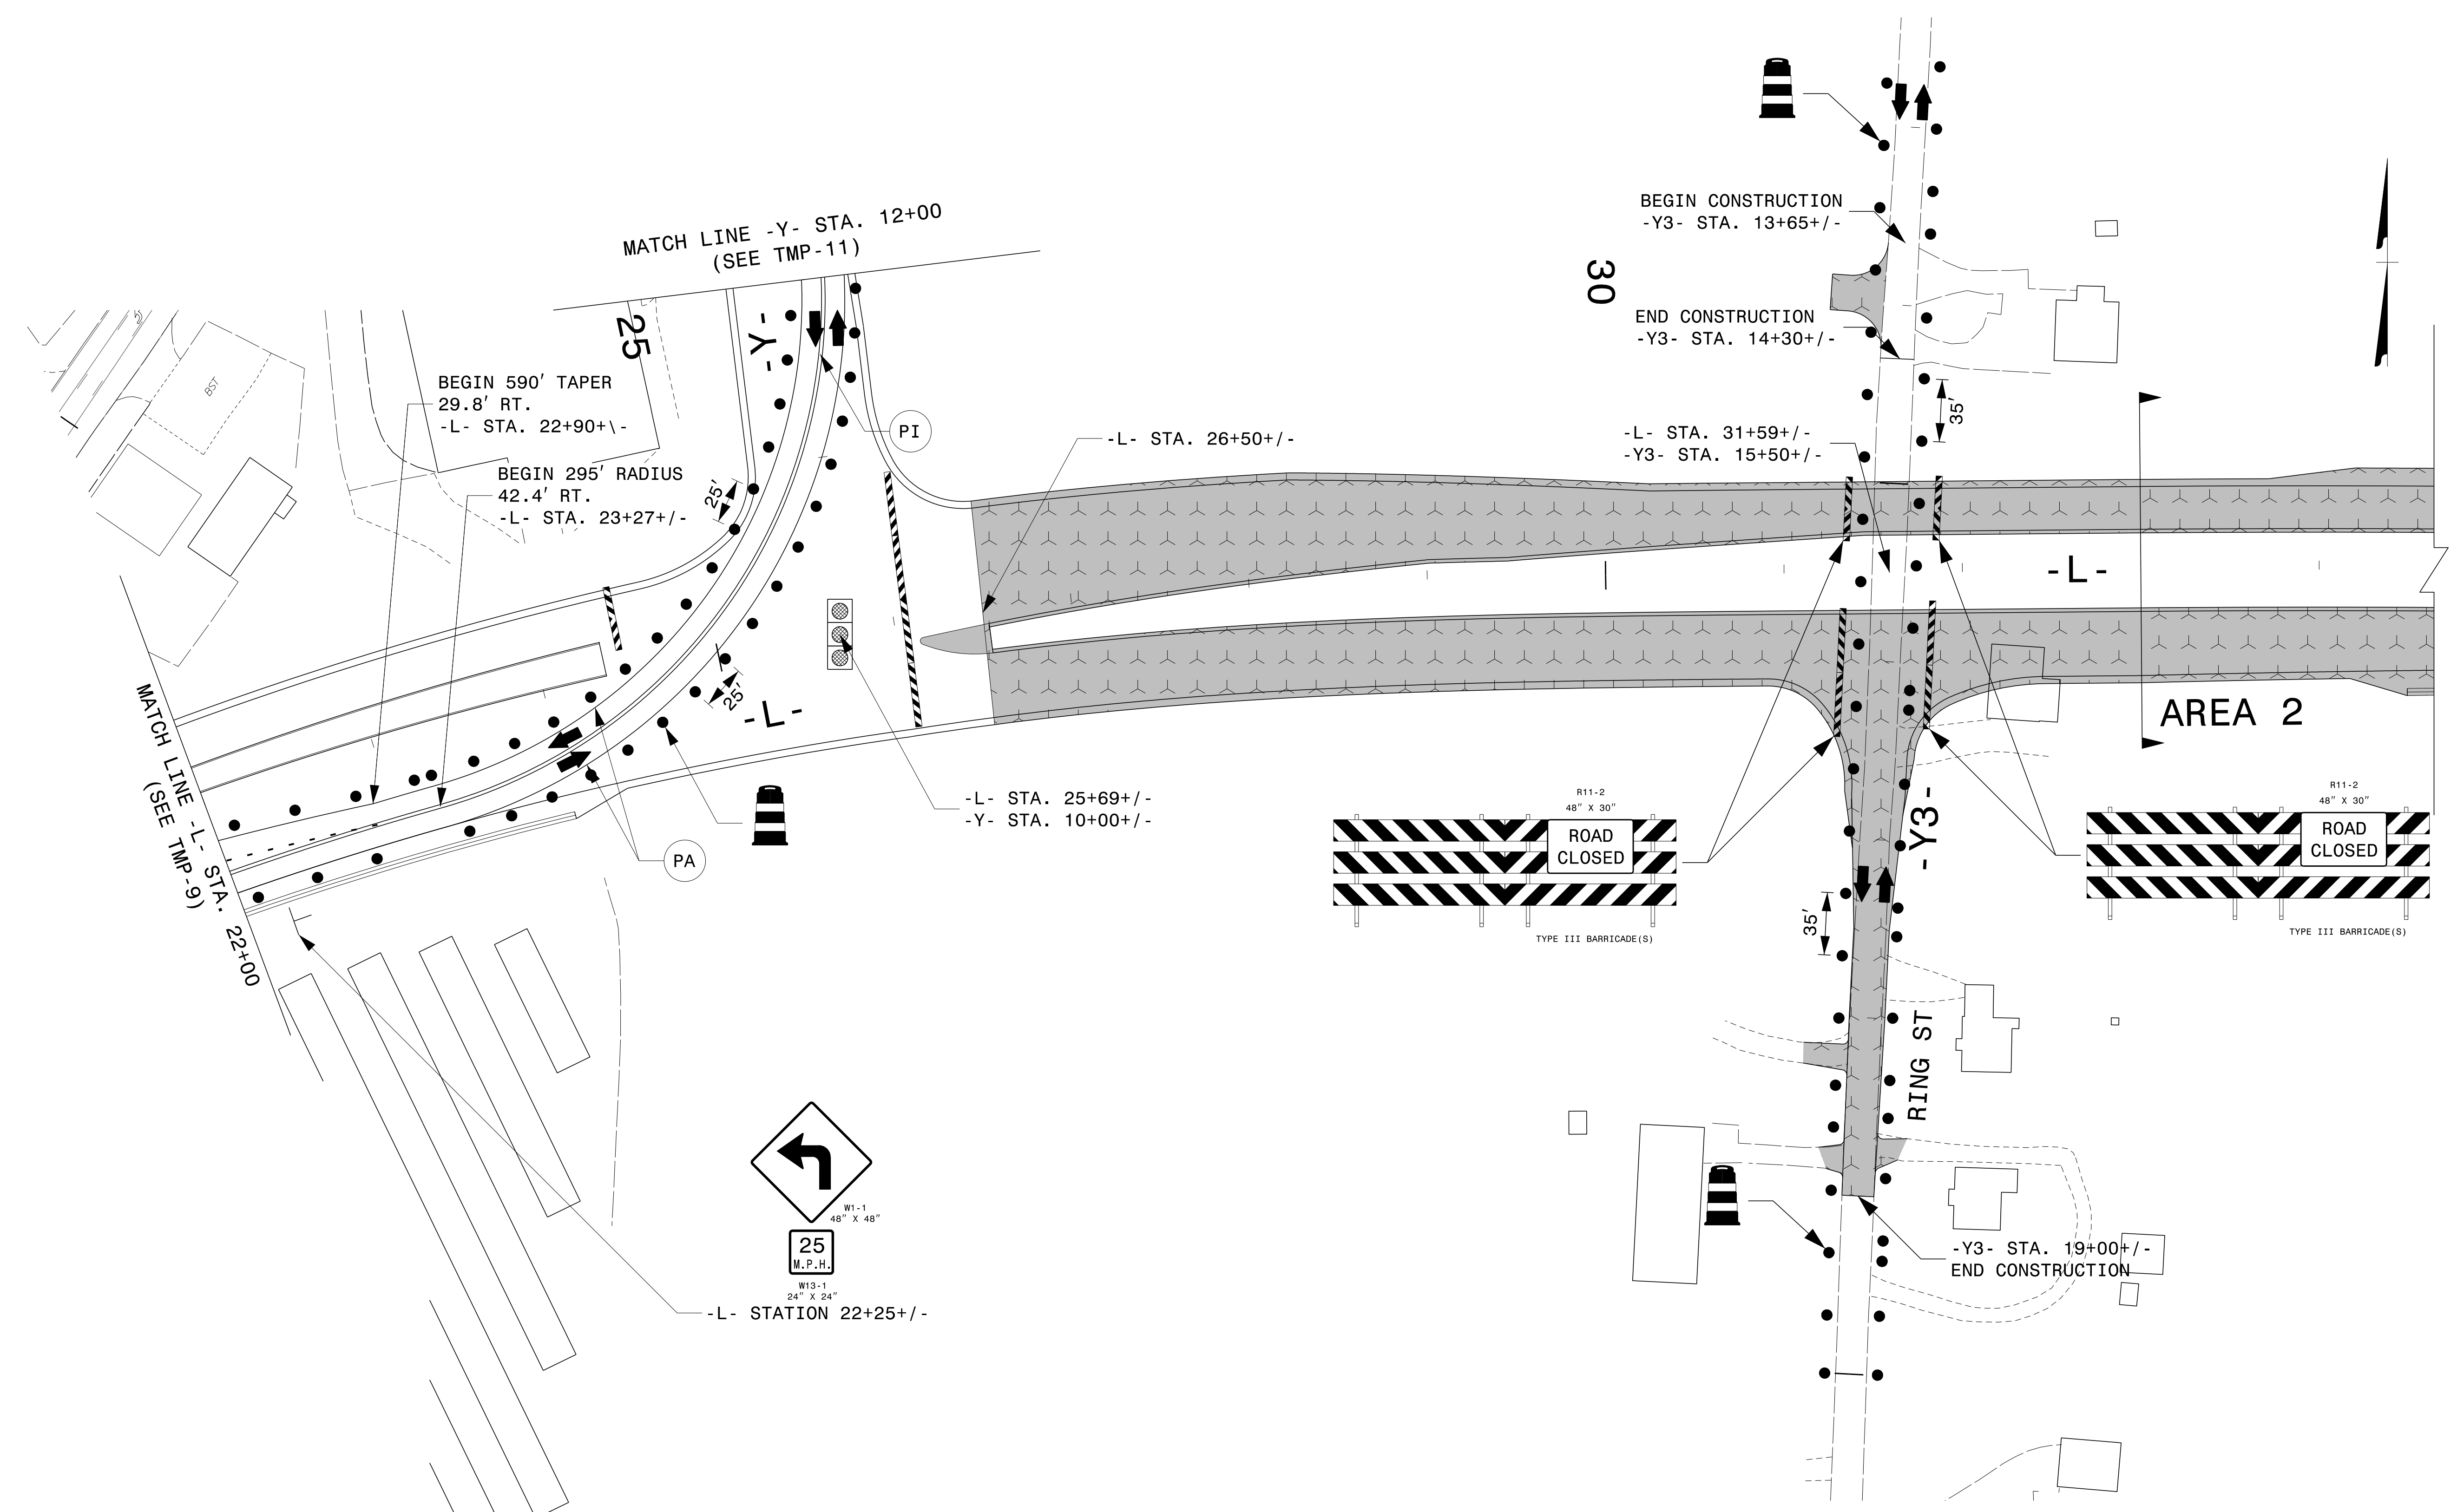 MATCH LINE -Y- STA. 12+00
(SEE TMP-11)
25
-Y-
BST
BEGIN 590' TAPER
29.8' RT.
-L- STA. 22+90+\-
BEGIN 295' RADIUS
42.4' RT.
-L- STA. 23+27+/-
25'
PI
-L- STA. 26+50+/-
25'
-L-
PA
-L- STA. 25+69+/-
-Y- STA. 10+00+/-
MATCH LINE -L- STA. 22+00
(SEE TMP-9)
W1-1
48" X 48"
25
M.P.H.
W13-1
24" X 24"
-L- STATION 22+25+/-
BEGIN CONSTRUCTION
-Y3- STA. 13+65+/-
30
END CONSTRUCTION
-Y3- STA. 14+30+/-
35'
-L- STA. 31+59+/-
-Y3- STA. 15+50+/-
-L-
AREA 2
R11-2
48" X 30"
ROAD
CLOSED
TYPE III BARRICADE(S)
R11-2
48" X 30"
ROAD
CLOSED
TYPE III BARRICADE(S)
-Y3-
35'
RING ST
-Y3- STA. 19+00+/-
END CONSTRUCTION